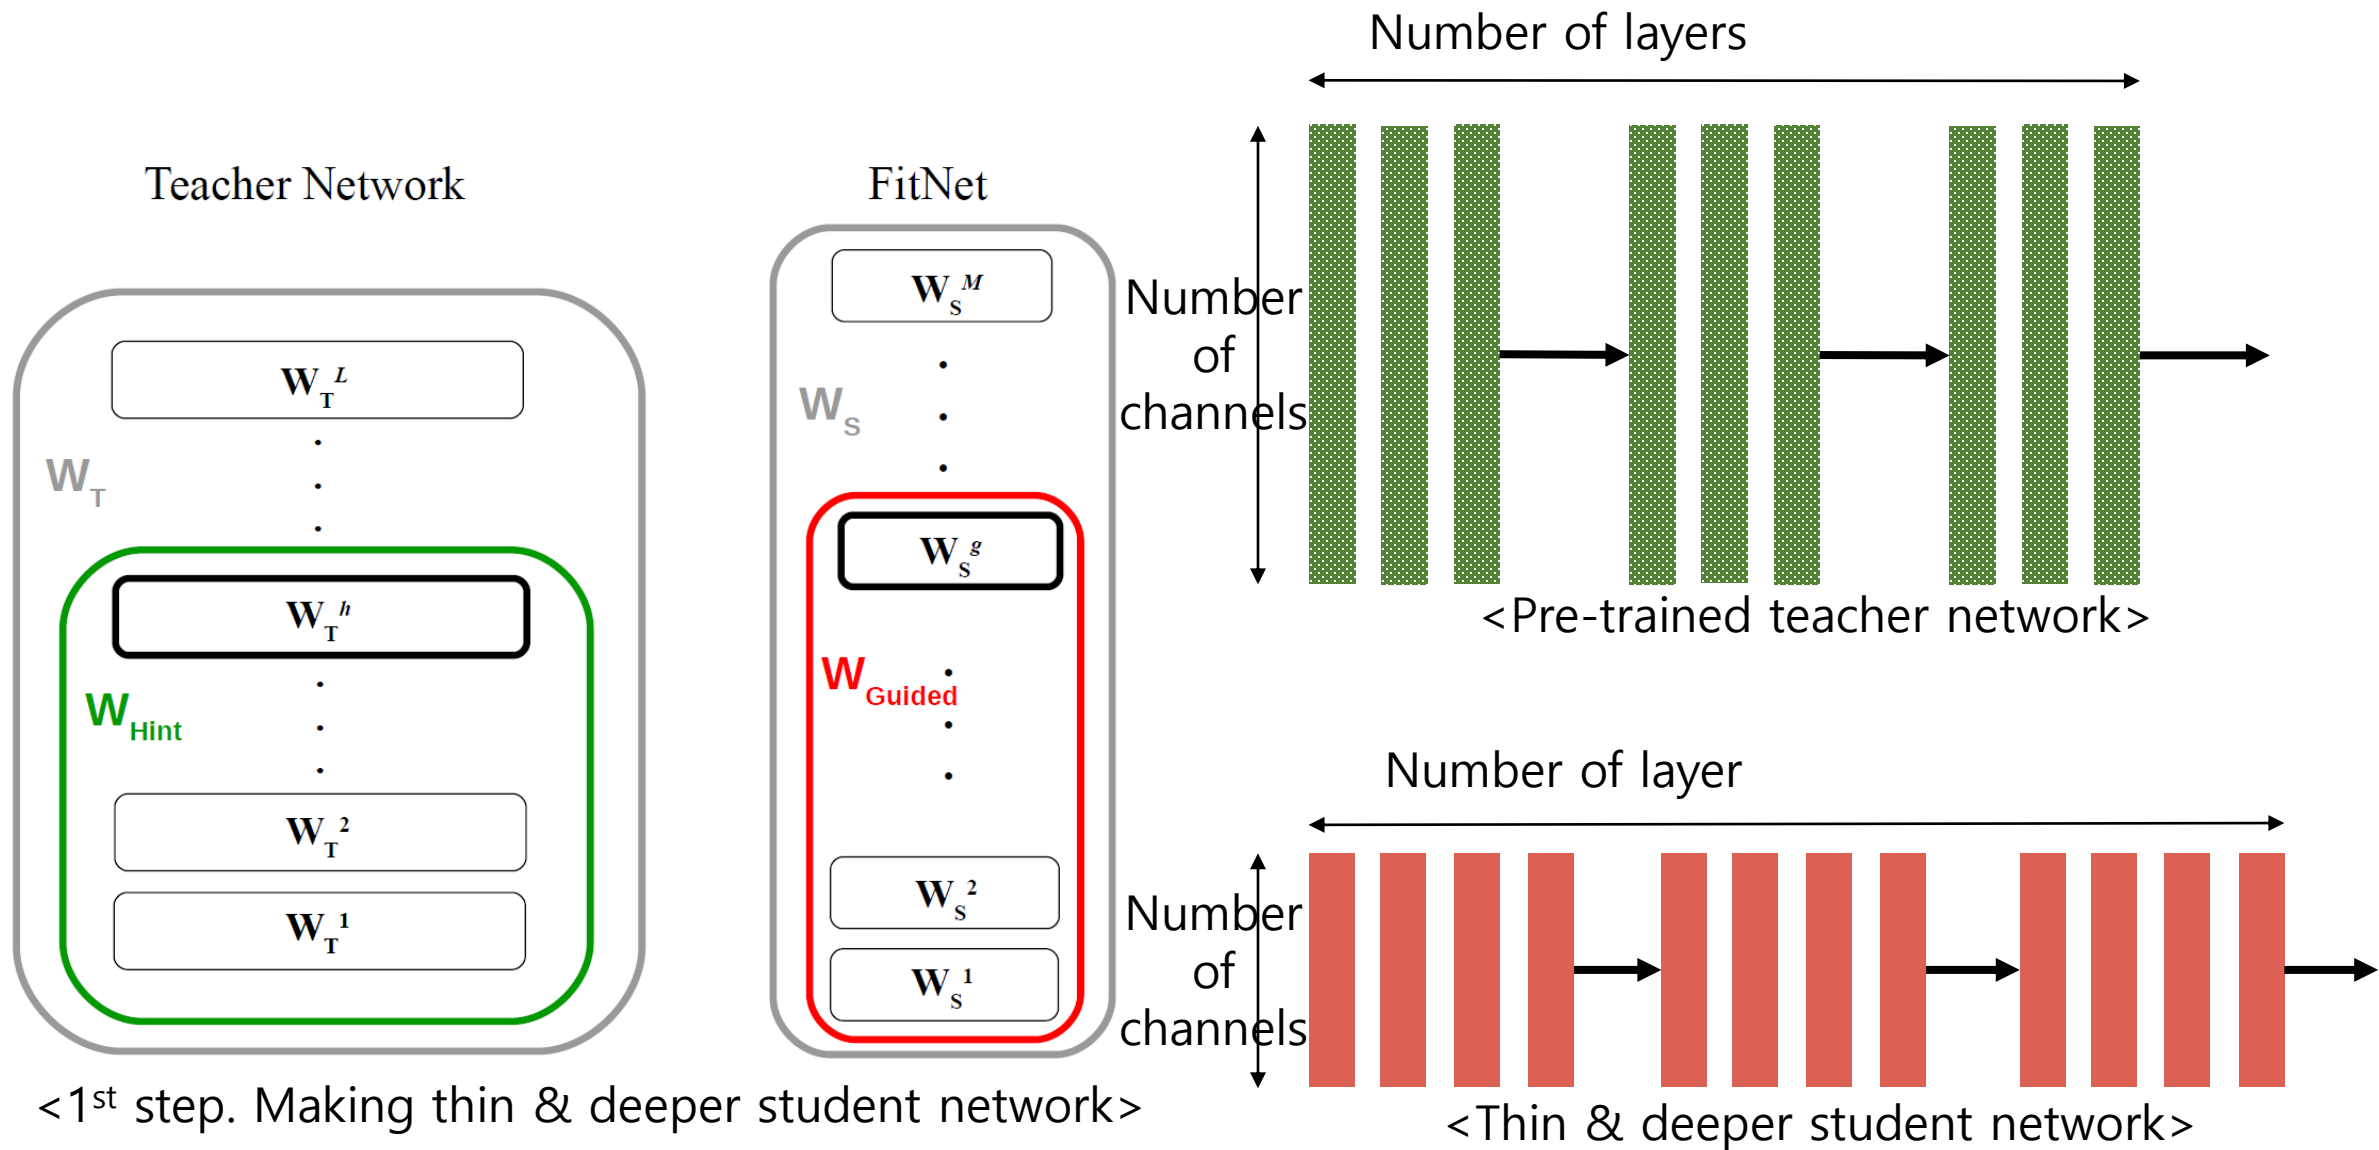 Teacher Network
W_T^L
W_T
W_T^h
W_Hint
W_T^2
W_T^1
FitNet
W_S^M
W_S
W_S^g
W_Guided
W_S^2
W_S^1
<1st step. Making thin & deeper student network>
Number of layers
Number
of
channels
<Pre-trained teacher network>
Number of layer
Number
of
channels
<Thin & deeper student network>